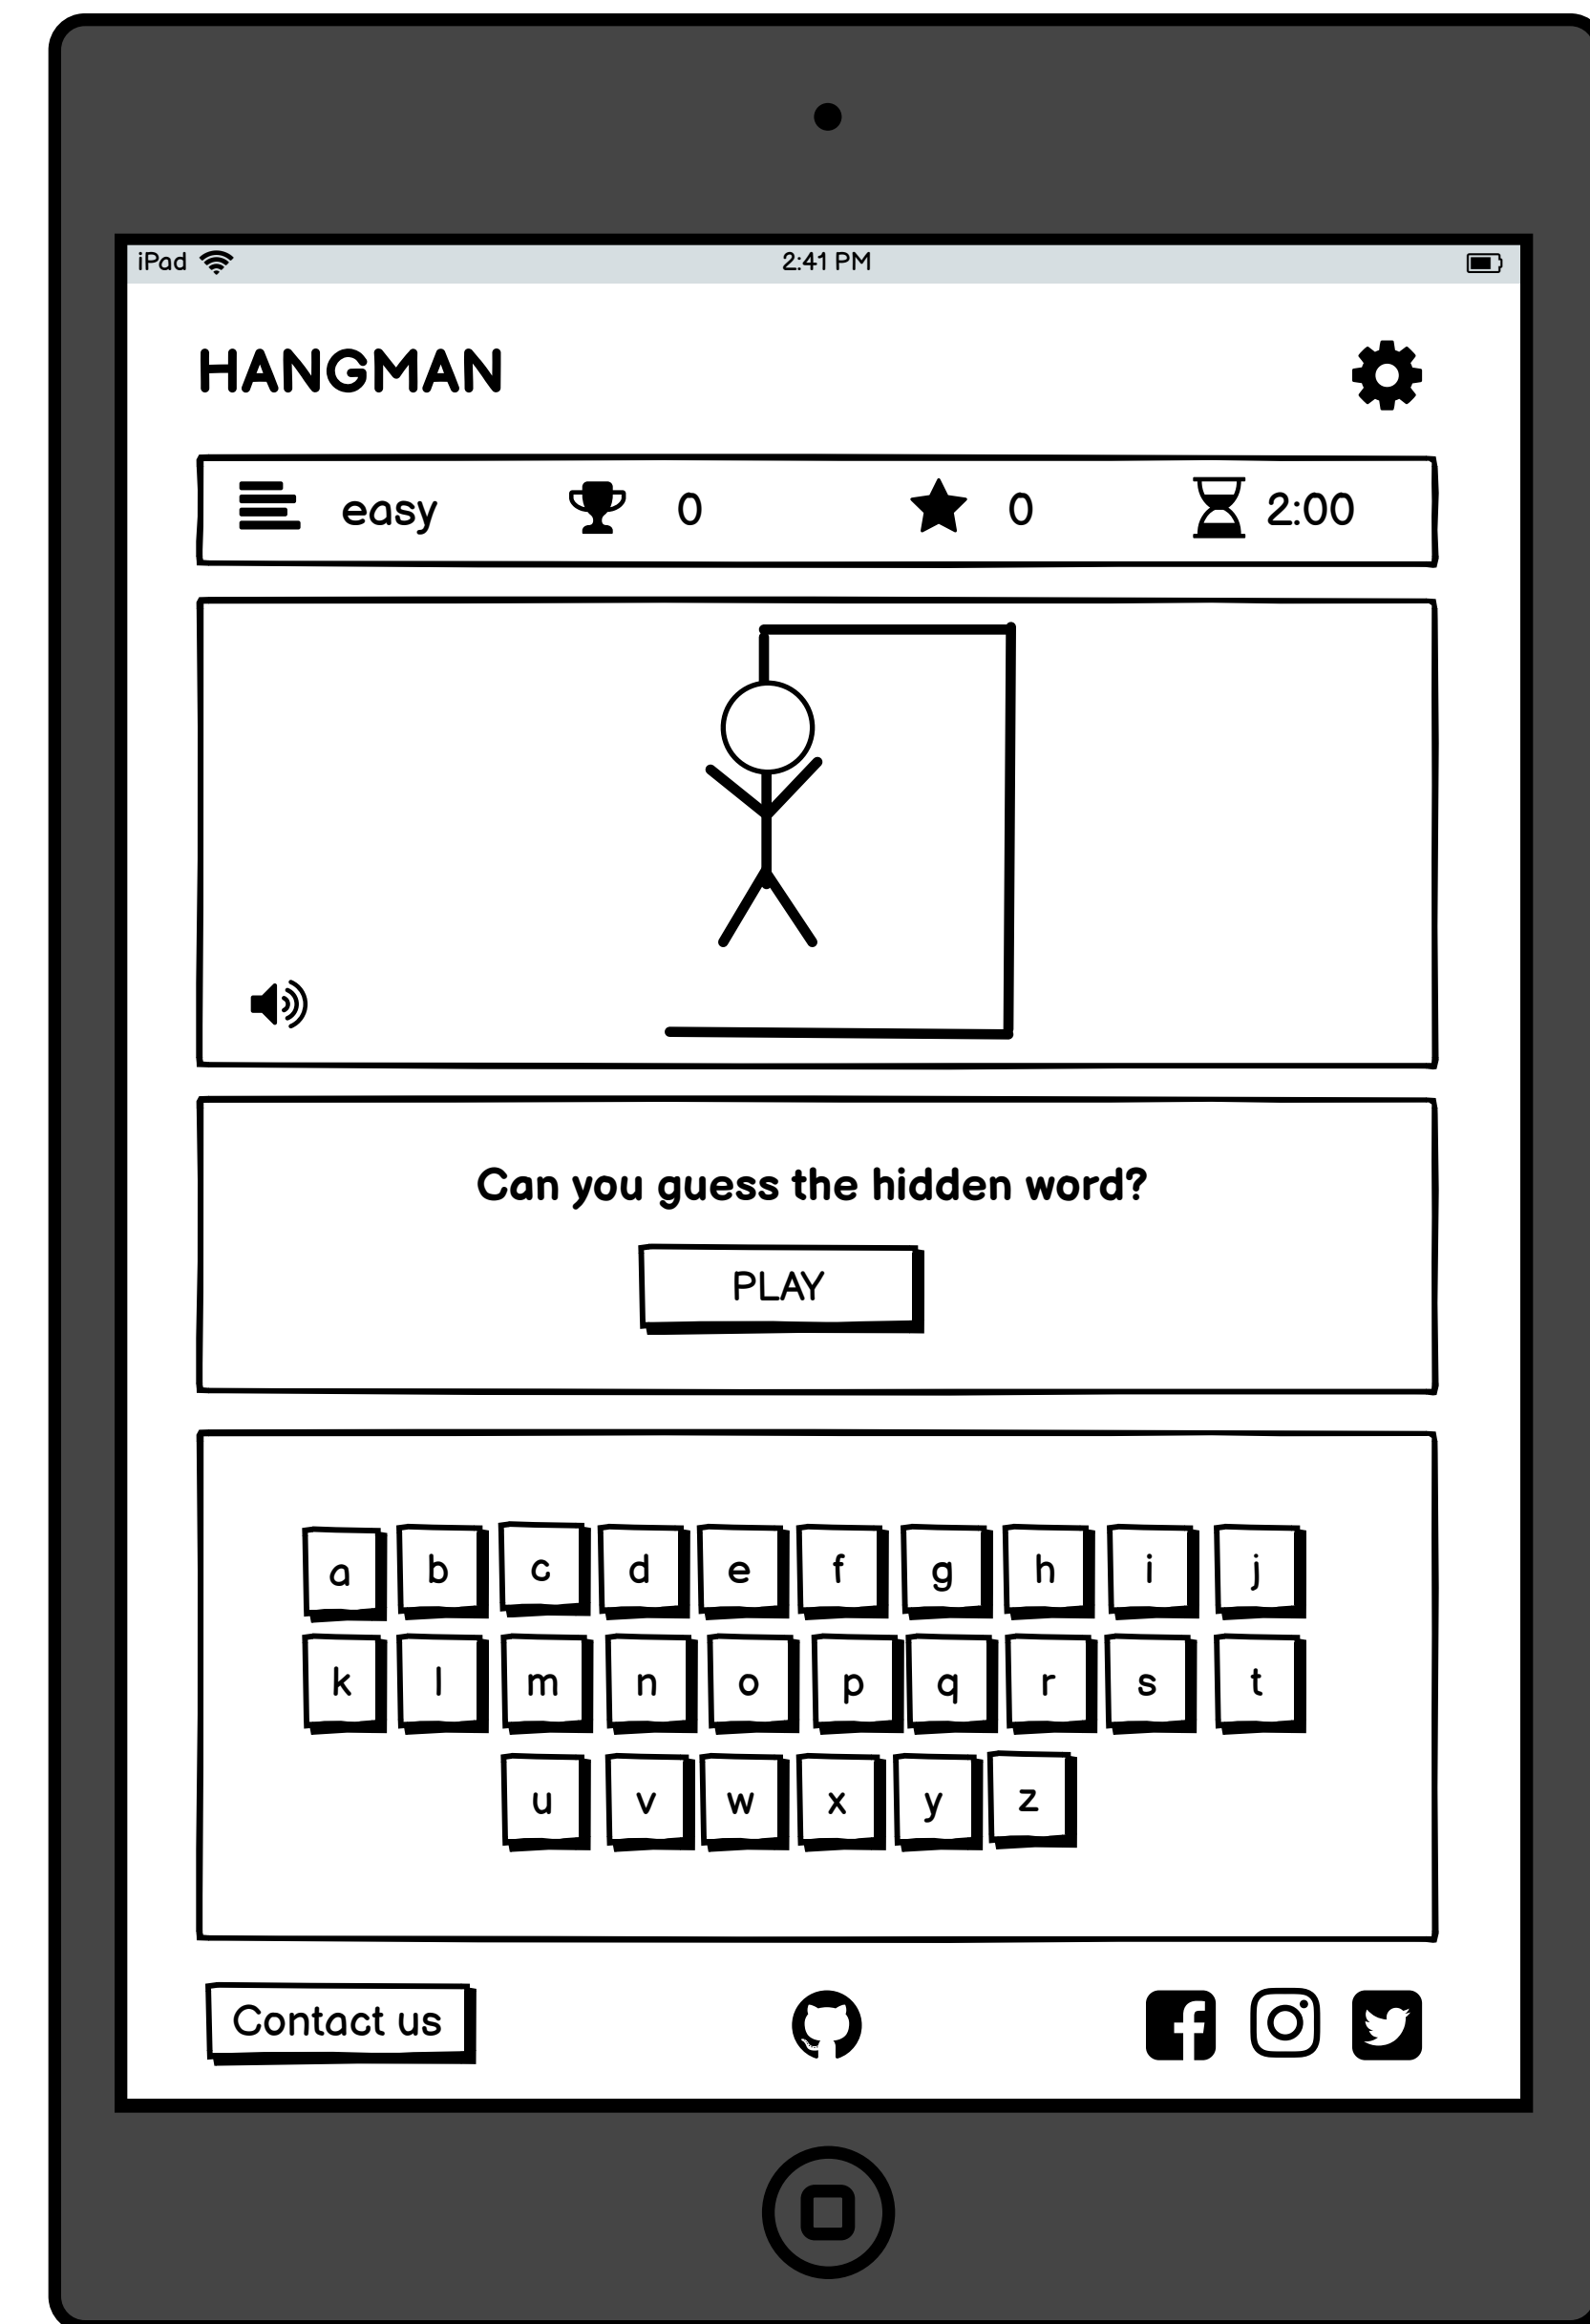 iPad 2:41 PM
HANGMAN
easy 0 0 2:00
Can you guess the hidden word?
PLAY
a b c d e f g h i j
k l m n o p q r s t
u v w x y z
Contact us